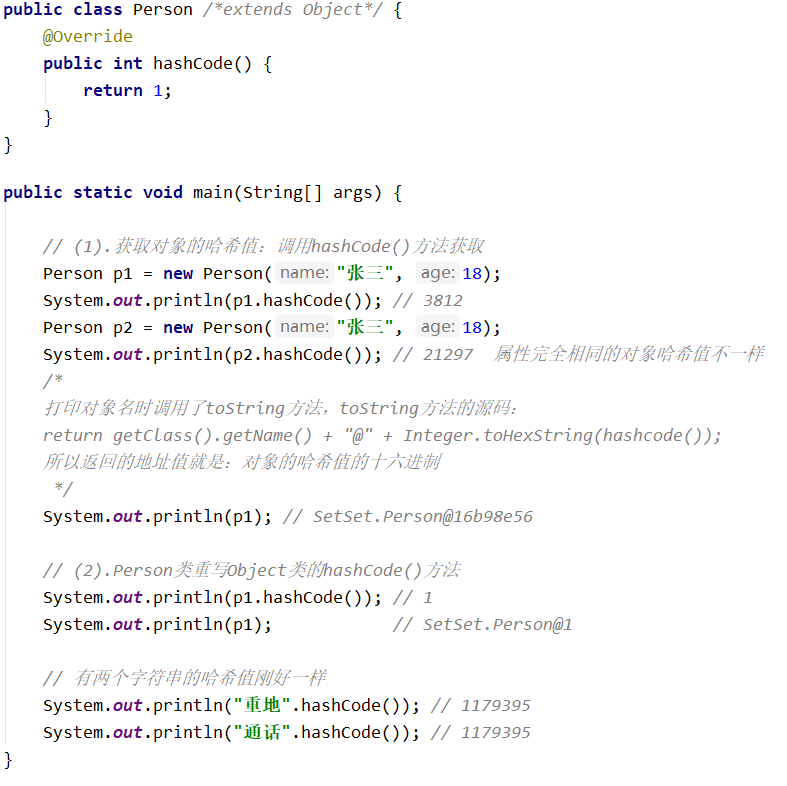 public class Person /*extends Object*/ {
@Override
public int hashCode() {
return 1;
}
}
public static void main(String[] args) {
// (1).获取对象的哈希值：调用hashCode()方法获取
Person p1 = new Person( name: "张三", age: 18);
System.out.println(p1.hashCode()); // 3812
Person p2 = new Person( name: "张三", age: 18);
System.out.println(p2.hashCode()); // 21297 属性完全相同的对象哈希值不一样
/*
打印对象名时调用了toString方法，toString方法的源码：
return getClass().getName() + "@" + Integer.toHexString(hashcode());
所以返回的地址值就是：对象的哈希值的十六进制
*/
System.out.println(p1); // SetSet.Person@16b98e56
// (2).Person类重写Object类的hashCode()方法
System.out.println(p1.hashCode()); // 1
System.out.println(p1); // SetSet.Person@1
// 有两个字符串的哈希值刚好一样
System.out.println("重地".hashCode()); // 1179395
System.out.println("通话".hashCode()); // 1179395
}